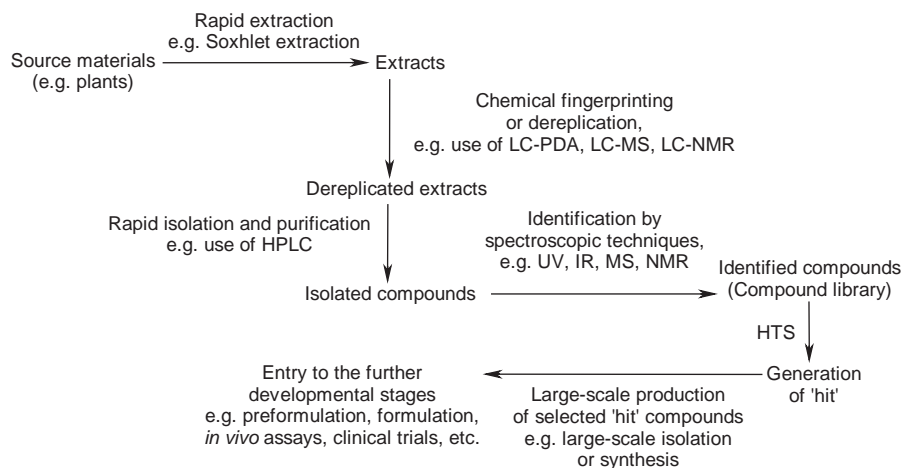 Rapid extraction
e.g. Soxhlet extraction
Source materials
(e.g. plants)
Extracts
Chemical fingerprinting
or dereplication,
e.g. use of LC-PDA, LC-MS, LC-NMR
Dereplicated extracts
Rapid isolation and purification
e.g. use of HPLC
Identification by
spectroscopic techniques,
e.g. UV, IR, MS, NMR
Isolated compounds
Identified compounds
(Compound library)
HTS
Generation
of 'hit'
Large-scale production
of selected 'hit' compounds
e.g. large-scale isolation
or synthesis
Entry to the further
developmental stages
e.g. preformulation, formulation,
in vivo assays, clinical trials, etc.